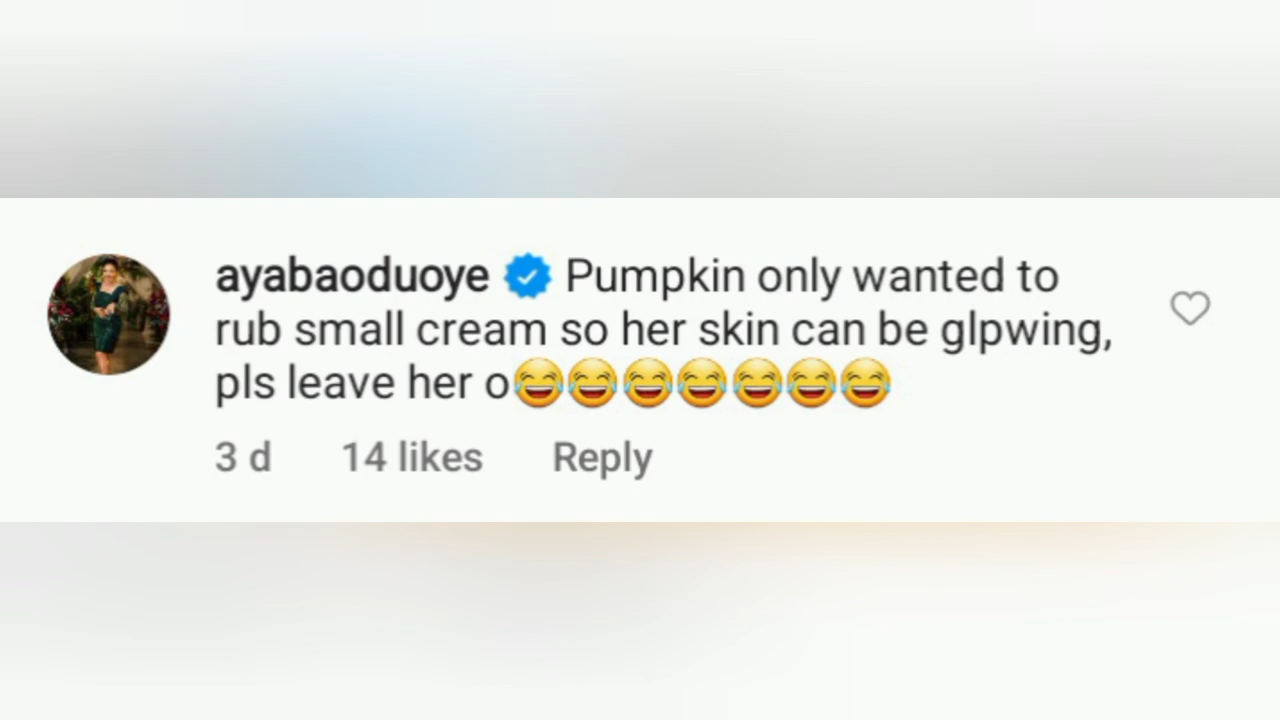 ayabaoduoye Pumpkin only wanted to
rub small cream so her skin can be glpwing,
pls leave her o😂😂😂😂😂😂😂
3 d 14 likes Reply